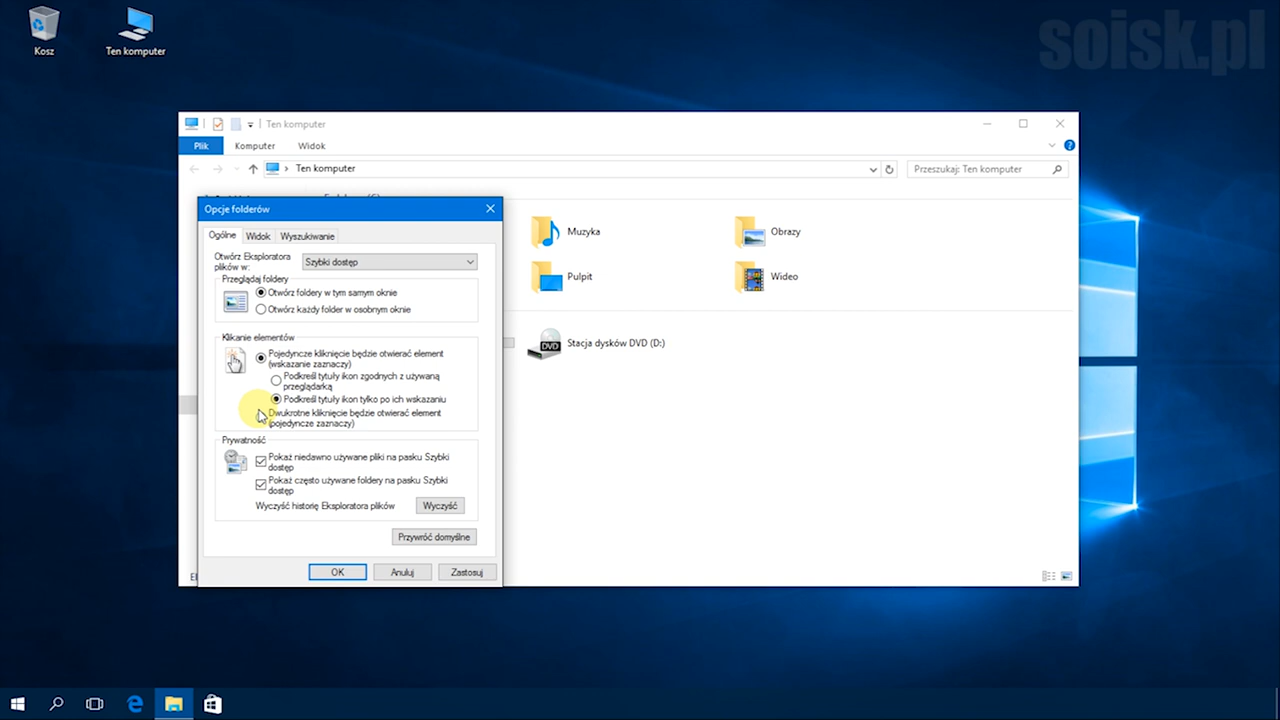 Kosz
Ten komputer
soisk.pl
Ten komputer
Plik
Komputer
Widok
Ten komputer
Przeszukaj: Ten komputer
Opcje folderów
Ogólne
Widok
Wyszukiwanie
Otwórz Eksploratora
plików w:
Szybki dostęp
Przeglądaj foldery
Otwórz foldery w tym samym oknie
Otwórz każdy folder w osobnym oknie
Klikanie elementów
Pojedyncze kliknięcie będzie otwierać element
(wskazanie zaznaczy)
Podkreśl tytuły ikon zgodnych z używaną
przeglądarką
Podkreśl tytuły ikon tylko po ich wskazaniu
Dwukrotne kliknięcie będzie otwierać element
(pojedyncze zaznaczy)
Prywatność
Pokaż niedawno używane pliki na pasku Szybki
dostęp
Pokaż często używane foldery na pasku Szybki
dostęp
Wyczyść historię Eksploratora plików
Wyczyść
Przywróć domyślne
OK
Anuluj
Zastosuj
Muzyka
Obrazy
Pulpit
Wideo
DVD
Stacja dysków DVD (D:)